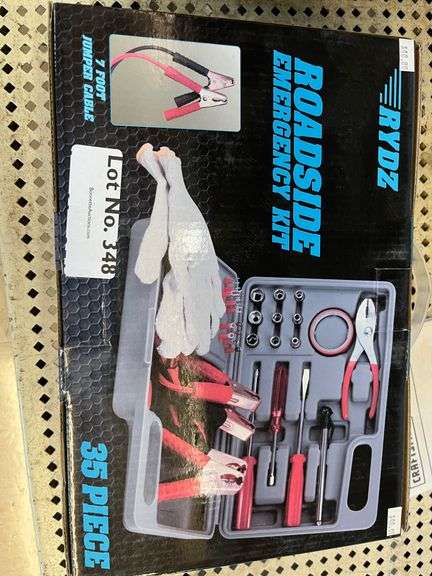 RYDZ
ROADSIDE
EMERGENCY KIT
7 FOOT
JUMPER CABLE
Lot No. 348
35 PIECE